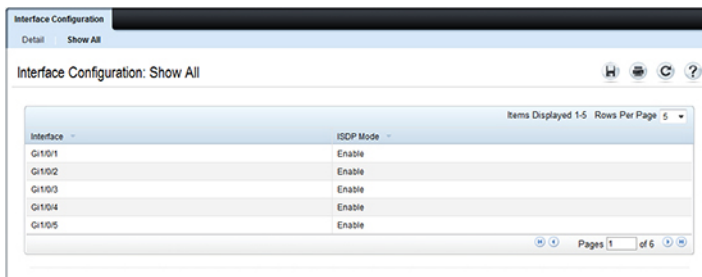 Interface Configuration
Detail Show All
Interface Configuration: Show All
Items Displayed 1-5 Rows Per Page 5
Interface ISDP Mode
Gi1/0/1 Enable
Gi1/0/2 Enable
Gi1/0/3 Enable
Gi1/0/4 Enable
Gi1/0/5 Enable
Pages 1 of 6